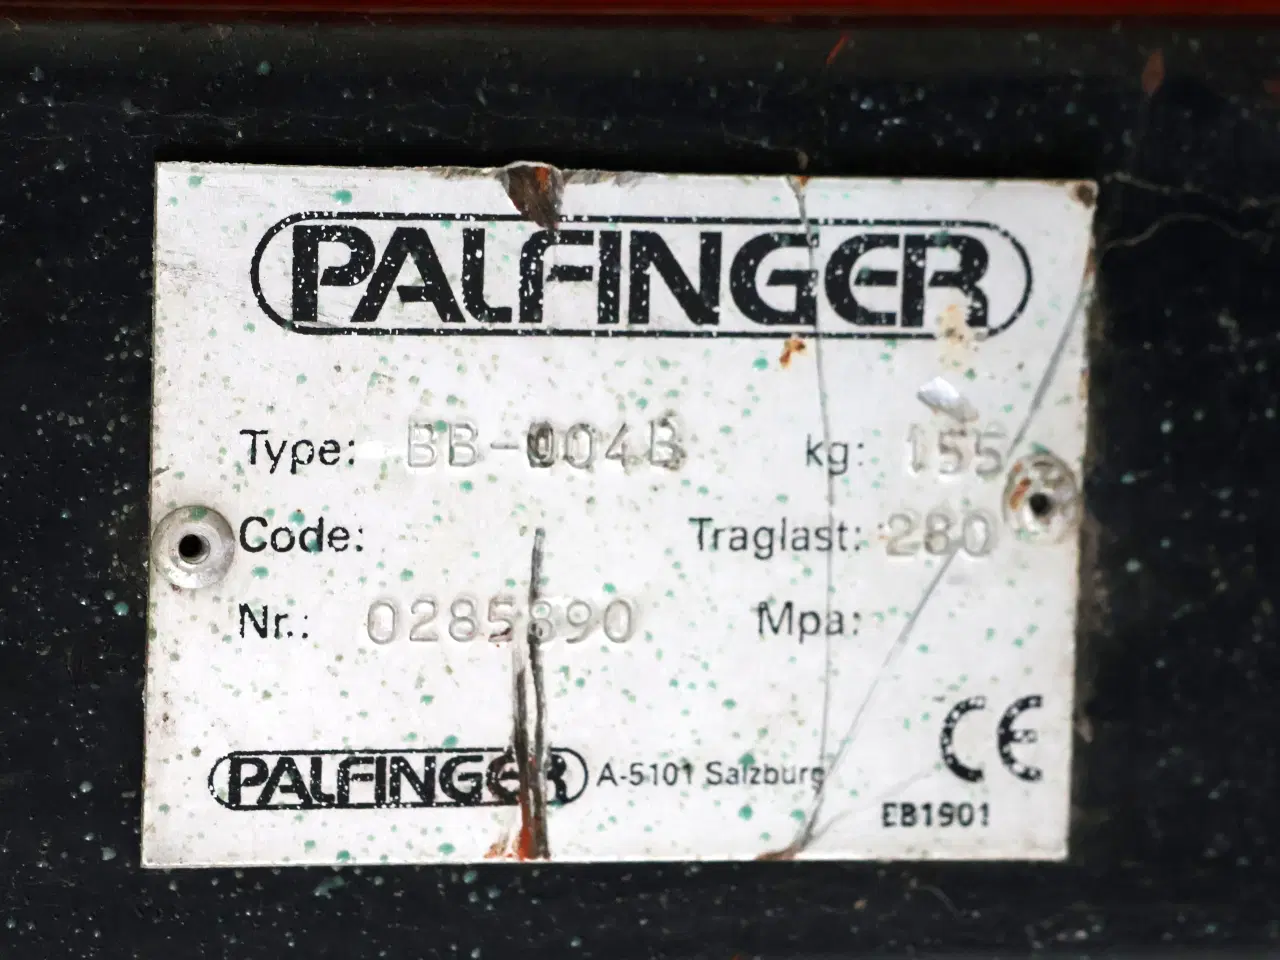 PALFINGER
Type: BB-004B kg: 155
Code: Traglast: 280
Nr.: 0285890 Mpa:
CE
PALFINGER A-5101 Salzburg
EB1901